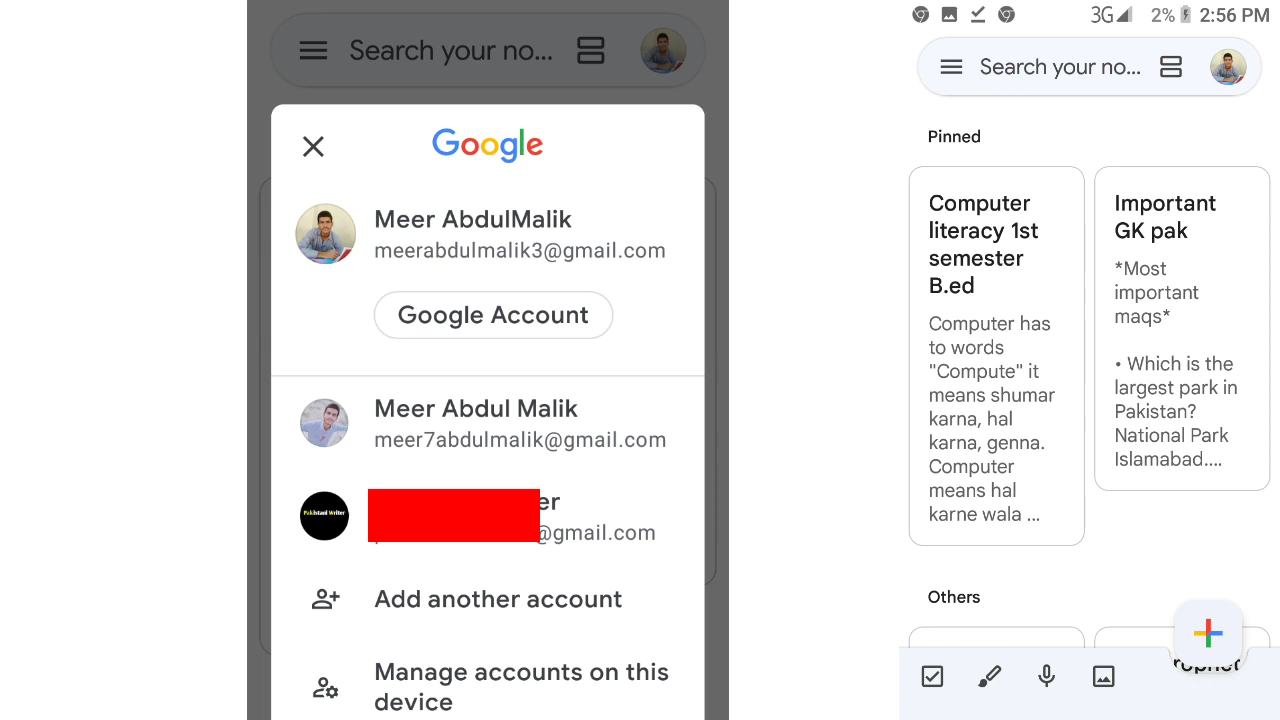 Search your no...
Google
Meer AbdulMalik
meerabdulmalik3@gmail.com
Google Account
Meer Abdul Malik
meer7abdulmalik@gmail.com
Pakistani Writer
er
@gmail.com
Add another account
Manage accounts on this
device
3G 2% 2:56 PM
Search your no...
Pinned
Computer
literacy 1st
semester
B.ed
Computer has
to words
"Compute" it
means shumar
karna, hal
karna, genna.
Computer
means hal
karne wala ...
Important
GK pak
*Most
important
maqs*
• Which is the
largest park in
Pakistan?
National Park
Islamabad....
Others